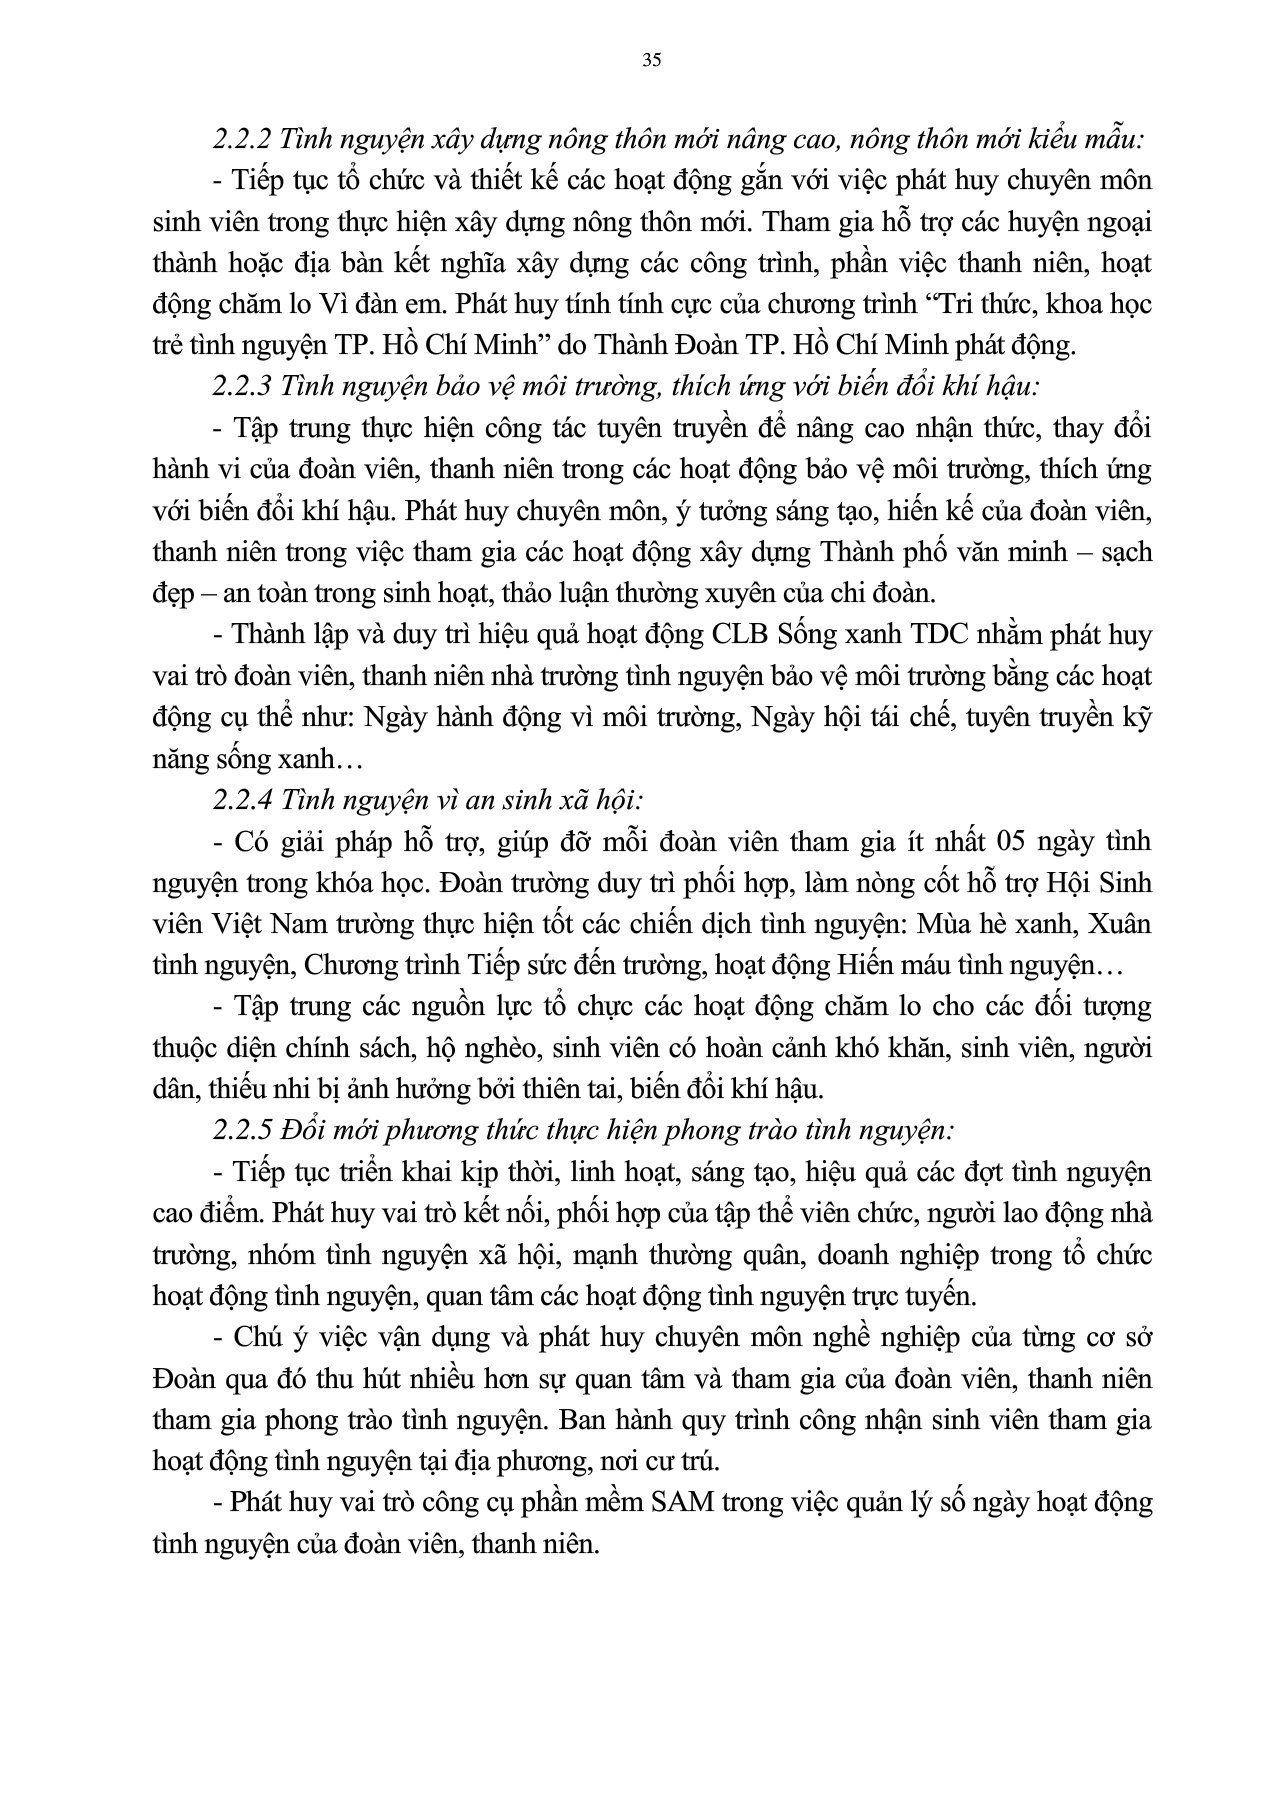 35
2.2.2 Tình nguyện xây dựng nông thôn mới nâng cao, nông thôn mới kiểu mẫu:
- Tiếp tục tổ chức và thiết kế các hoạt động gắn với việc phát huy chuyên môn
sinh viên trong thực hiện xây dựng nông thôn mới. Tham gia hỗ trợ các huyện ngoại
thành hoặc địa bàn kết nghĩa xây dựng các công trình, phần việc thanh niên, hoạt
động chăm lo Vì đàn em. Phát huy tính tính cực của chương trình “Tri thức, khoa học
trẻ tình nguyện TP. Hồ Chí Minh” do Thành Đoàn TP. Hồ Chí Minh phát động.
2.2.3 Tình nguyện bảo vệ môi trường, thích ứng với biến đổi khí hậu:
- Tập trung thực hiện công tác tuyên truyền để nâng cao nhận thức, thay đổi
hành vi của đoàn viên, thanh niên trong các hoạt động bảo vệ môi trường, thích ứng
với biến đổi khí hậu. Phát huy chuyên môn, ý tưởng sáng tạo, hiến kế của đoàn viên,
thanh niên trong việc tham gia các hoạt động xây dựng Thành phố văn minh – sạch
đẹp – an toàn trong sinh hoạt, thảo luận thường xuyên của chi đoàn.
- Thành lập và duy trì hiệu quả hoạt động CLB Sống xanh TDC nhằm phát huy
vai trò đoàn viên, thanh niên nhà trường tình nguyện bảo vệ môi trường bằng các hoạt
động cụ thể như: Ngày hành động vì môi trường, Ngày hội tái chế, tuyên truyền kỹ
năng sống xanh…
2.2.4 Tình nguyện vì an sinh xã hội:
- Có giải pháp hỗ trợ, giúp đỡ mỗi đoàn viên tham gia ít nhất 05 ngày tình
nguyện trong khóa học. Đoàn trường duy trì phối hợp, làm nòng cốt hỗ trợ Hội Sinh
viên Việt Nam trường thực hiện tốt các chiến dịch tình nguyện: Mùa hè xanh, Xuân
tình nguyện, Chương trình Tiếp sức đến trường, hoạt động Hiến máu tình nguyện…
- Tập trung các nguồn lực tổ chực các hoạt động chăm lo cho các đối tượng
thuộc diện chính sách, hộ nghèo, sinh viên có hoàn cảnh khó khăn, sinh viên, người
dân, thiếu nhi bị ảnh hưởng bởi thiên tai, biến đổi khí hậu.
2.2.5 Đổi mới phương thức thực hiện phong trào tình nguyện:
- Tiếp tục triển khai kịp thời, linh hoạt, sáng tạo, hiệu quả các đợt tình nguyện
cao điểm. Phát huy vai trò kết nối, phối hợp của tập thể viên chức, người lao động nhà
trường, nhóm tình nguyện xã hội, mạnh thường quân, doanh nghiệp trong tổ chức
hoạt động tình nguyện, quan tâm các hoạt động tình nguyện trực tuyến.
- Chú ý việc vận dụng và phát huy chuyên môn nghề nghiệp của từng cơ sở
Đoàn qua đó thu hút nhiều hơn sự quan tâm và tham gia của đoàn viên, thanh niên
tham gia phong trào tình nguyện. Ban hành quy trình công nhận sinh viên tham gia
hoạt động tình nguyện tại địa phương, nơi cư trú.
- Phát huy vai trò công cụ phần mềm SAM trong việc quản lý số ngày hoạt động
tình nguyện của đoàn viên, thanh niên.